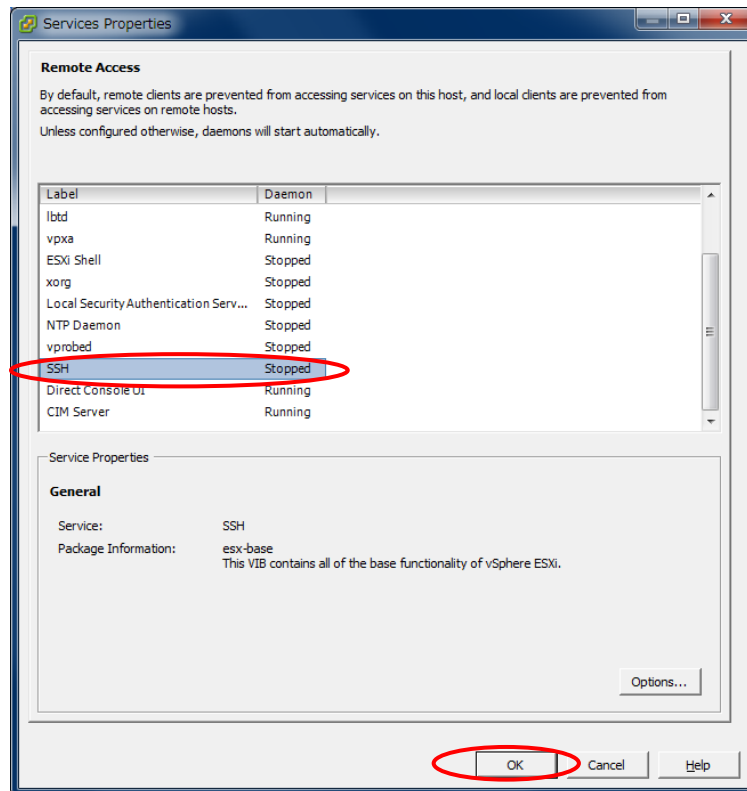 Services Properties
Remote Access
By default, remote clients are prevented from accessing services on this host, and local clients are prevented from
accessing services on remote hosts.
Unless configured otherwise, daemons will start automatically.
Label Daemon
lbtd Running
vpxa Running
ESXi Shell Stopped
xorg Stopped
Local Security Authentication Serv... Stopped
NTP Daemon Stopped
vprobed Stopped
SSH Stopped
Direct Console UI Running
CIM Server Running
Service Properties
General
Service: SSH
Package Information: esx-base
This VIB contains all of the base functionality of vSphere ESXi.
Options...
OK Cancel Help